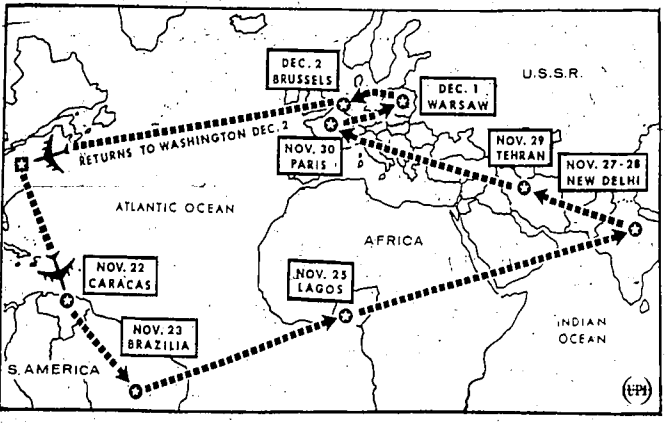 DEC. 2
BRUSSELS
DEC. 1
WARSAW
U.S.S.R.
RETURNS TO WASHINGTON DEC. 2
NOV. 30
PARIS
NOV. 29
TEHRAN
NOV. 27-28
NEW DELHI
ATLANTIC OCEAN
AFRICA
NOV. 22
CARACAS
NOV. 25
LAGOS
NOV. 23
BRAZILIA
INDIAN
OCEAN
S. AMERICA
(UPI)